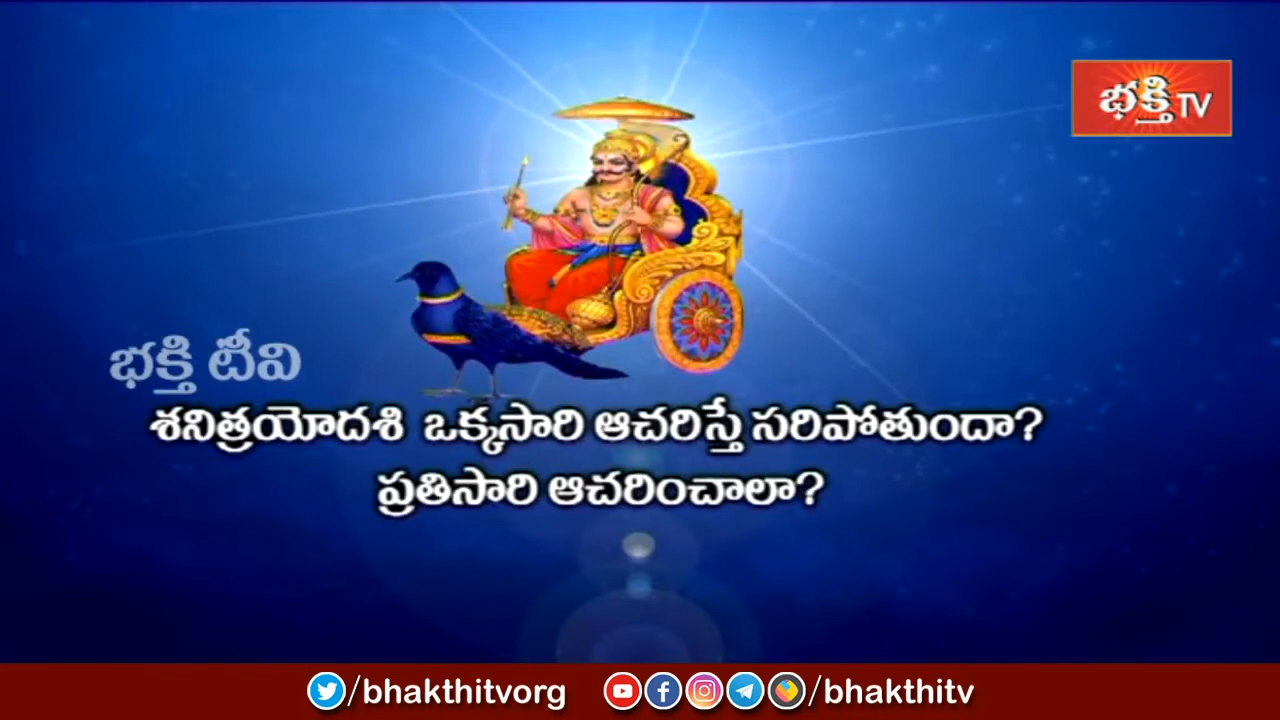 భక్తి TV
భక్తి టీవి
శనిత్రయోదశి ఒక్కసారి ఆచరిస్తే సరిపోతుందా?
ప్రతిసారి ఆచరించాలా?
/bhakthitvorg /bhakthitv